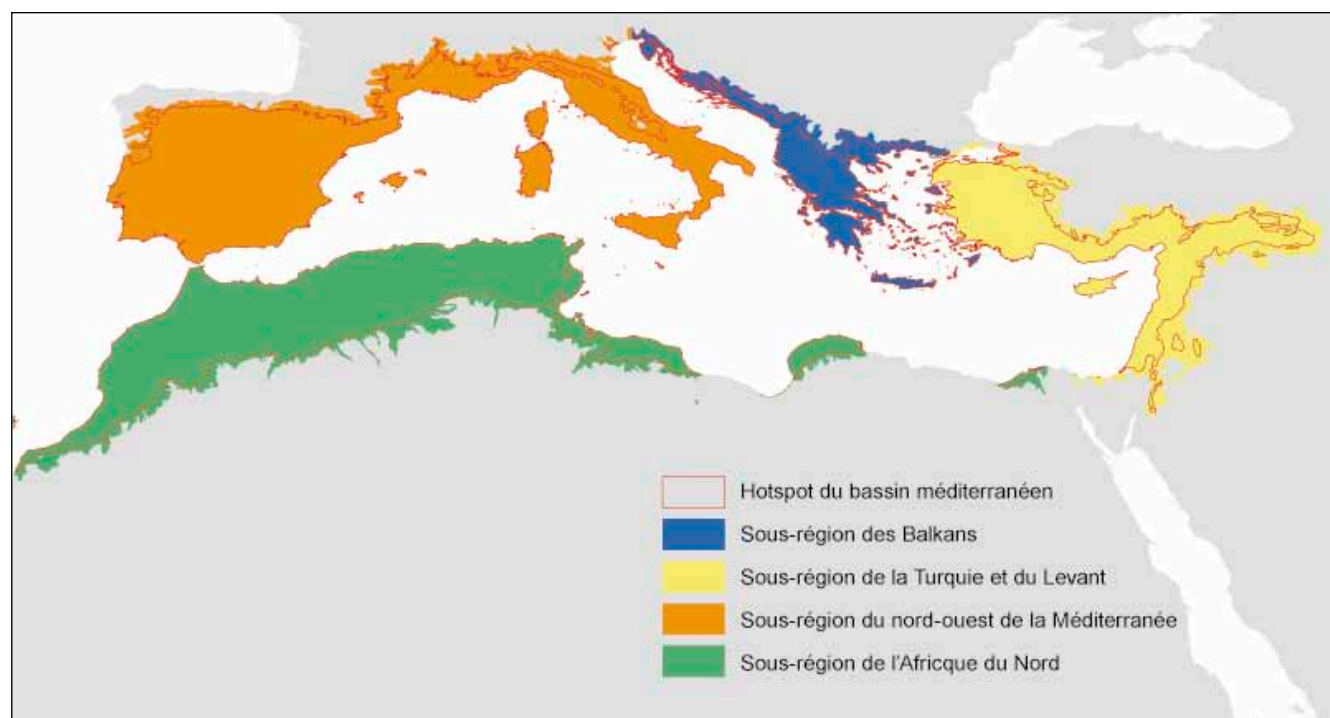 Hotspot du bassin méditerranéen
Sous-région des Balkans
Sous-région de la Turquie et du Levant
Sous-région du nord-ouest de la Méditerranée
Sous-région de l'Africque du Nord